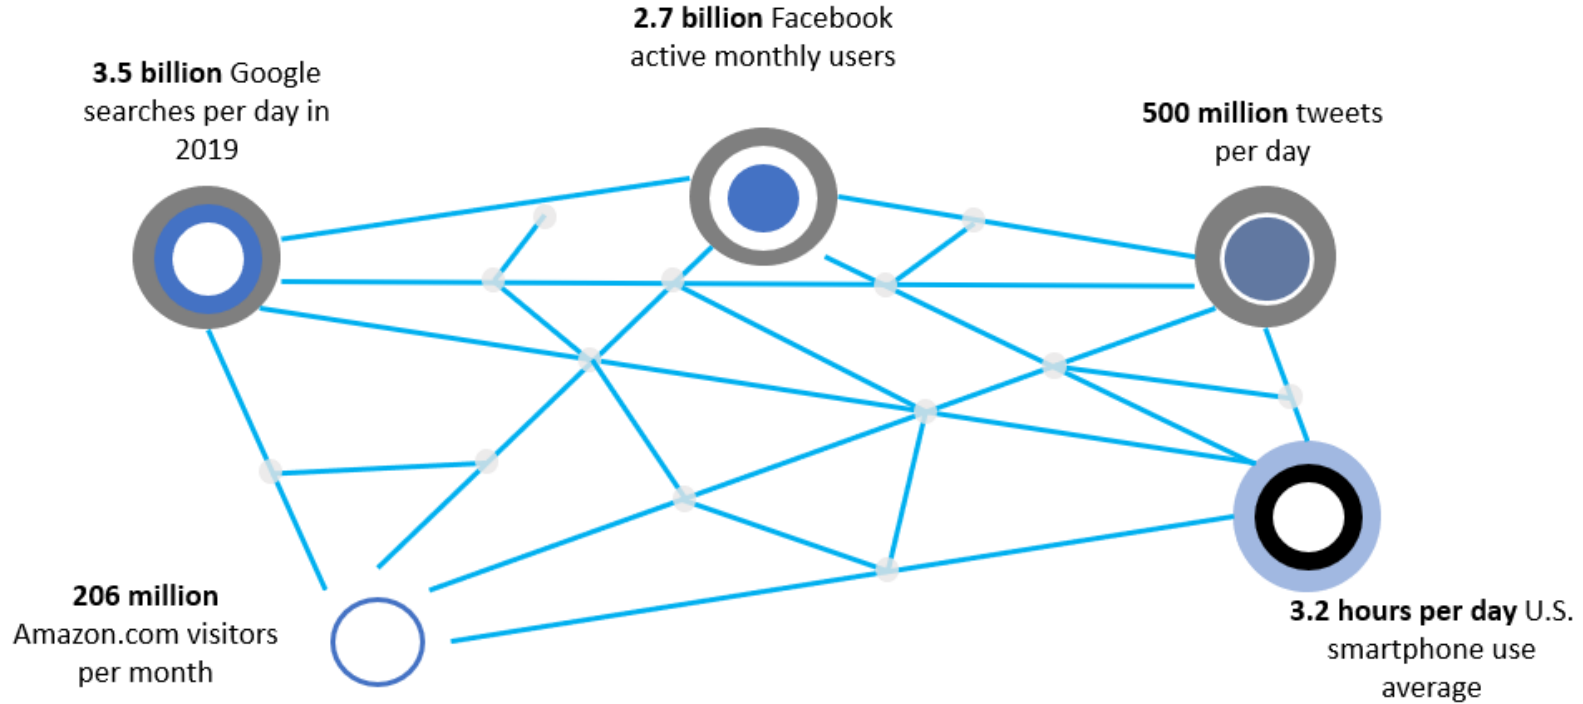 2.7 billion Facebook
active monthly users
3.5 billion Google
searches per day in
2019
500 million tweets
per day
206 million
Amazon.com visitors
per month
3.2 hours per day U.S.
smartphone use
average